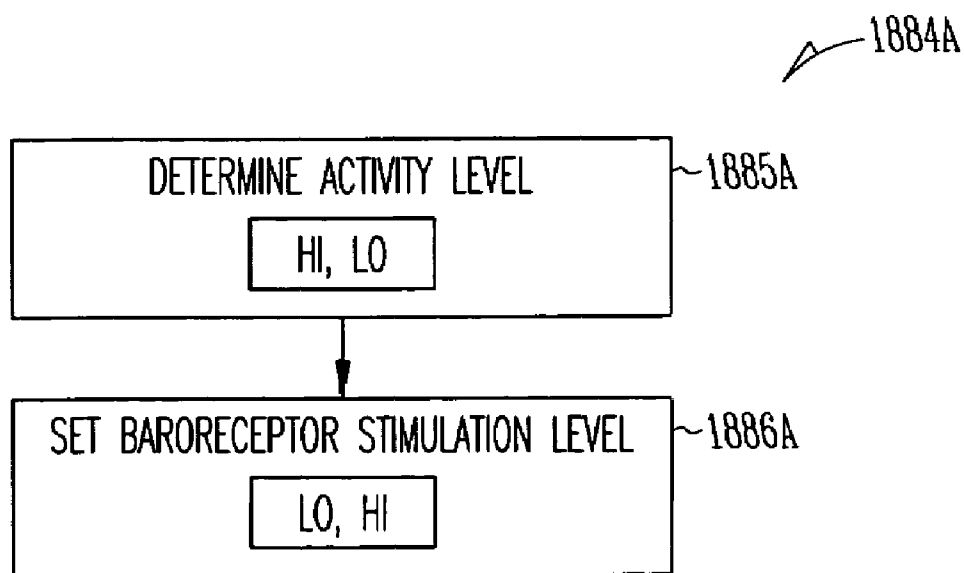 1884A
DETERMINE ACTIVITY LEVEL
1885A
HI, LO
SET BARORECEPTOR STIMULATION LEVEL
1886A
LO, HI